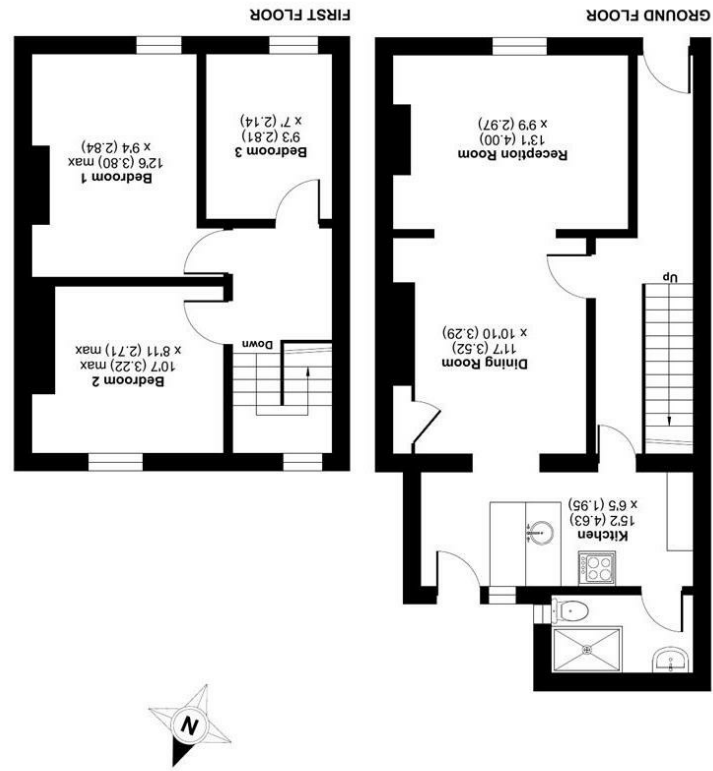 GROUND FLOOR
Reception Room
13'1 (4.00)
x 9'9 (2.97)
Up
Dining Room
11'7 (3.52)
x 10'10 (3.29)
Kitchen
15'2 (4.63)
x 6'5 (1.95)
FIRST FLOOR
Bedroom 1
12'6 (3.80) max
x 9'4 (2.84)
Bedroom 3
9'3 (2.81)
x 7' (2.14)
Down
Bedroom 2
10'7 (3.22) max
x 8'11 (2.71) max
N